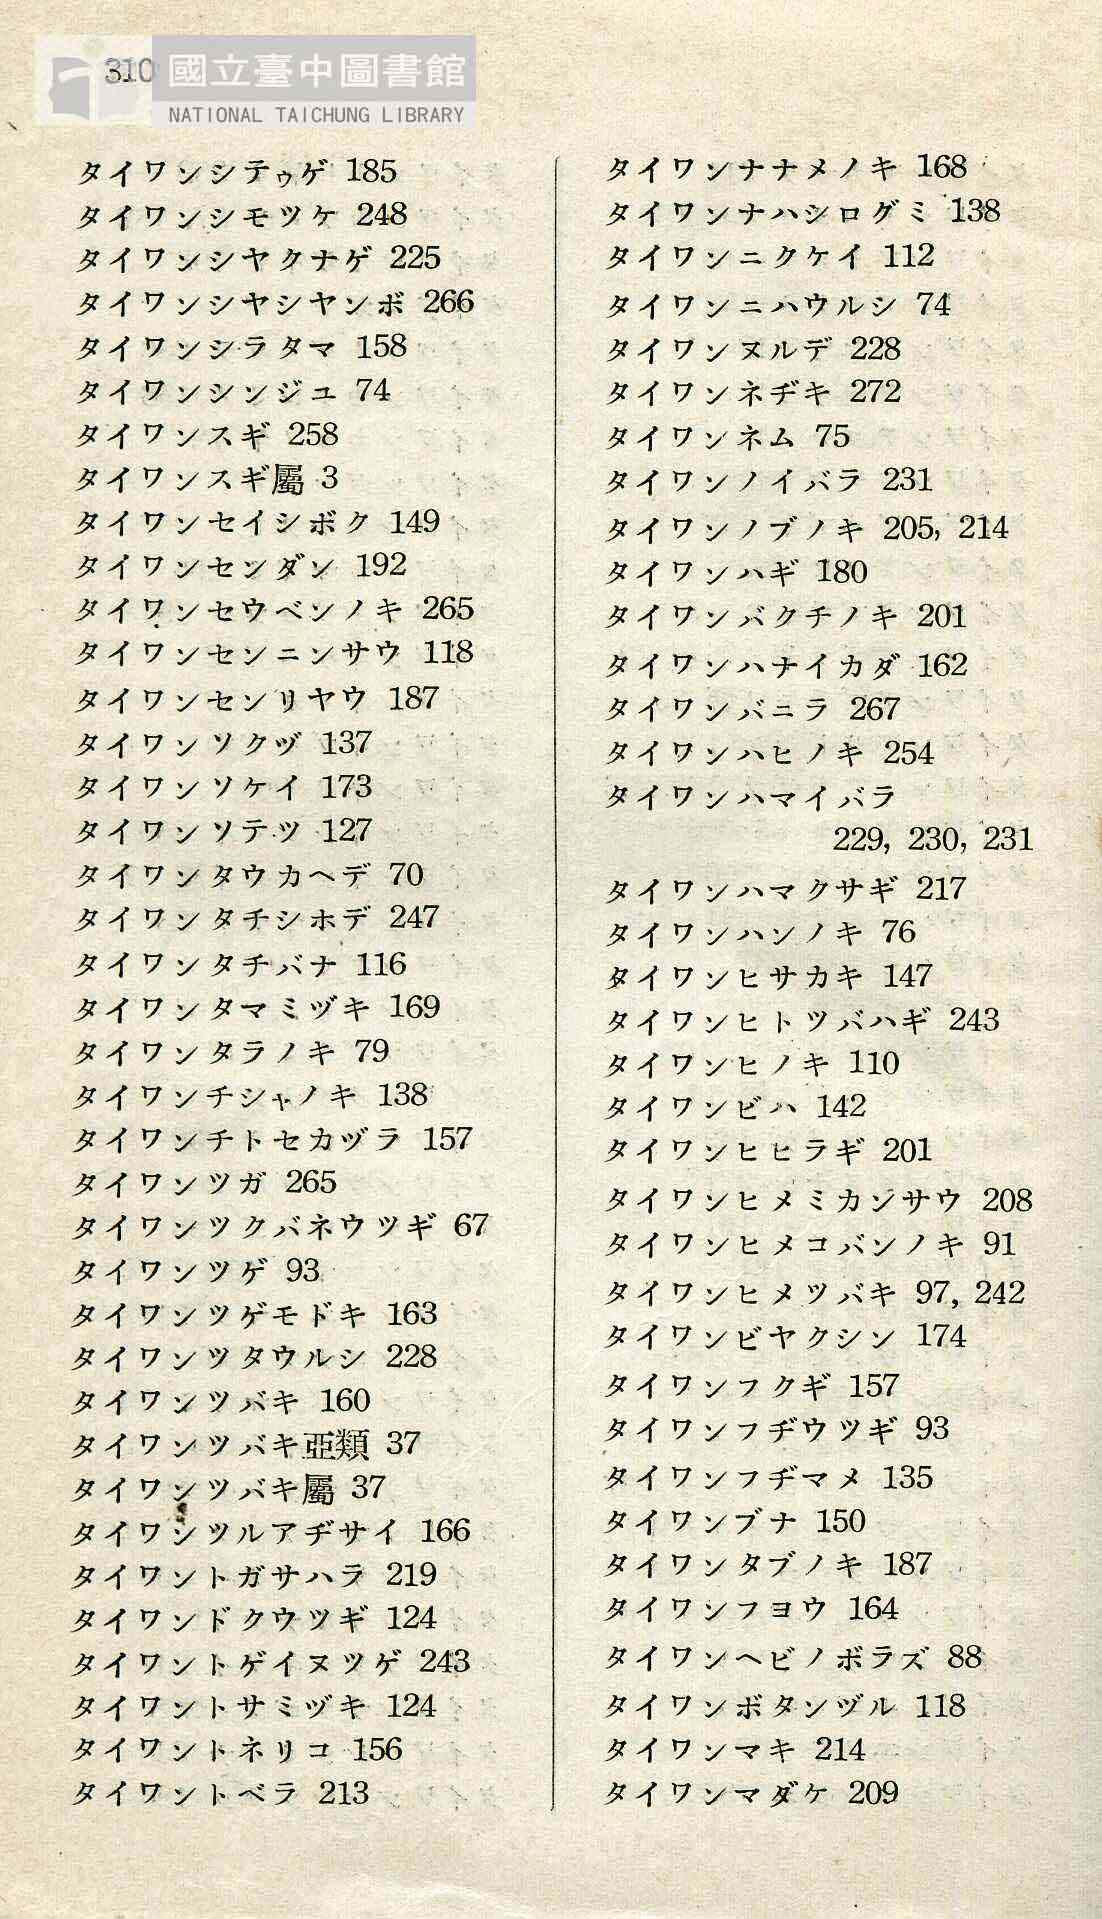 310
國立臺中圖書館
NATIONAL TAICHUNG LIBRARY
タイワンシテゥゲ 185
タイワンシモツケ 248
タイワンシヤクナゲ 225
タイワンシヤシヤンボ 266
タイワンシラタマ 158
タイワンシンジユ 74
タイワンスギ 258
タイワンスギ屬 3
タイワンセイシボク 149
タイワンセンダン 192
タイワンセウベンノキ 265
タイワンセンニンサウ 118
タイワンセンリヤウ 187
タイワンソクヅ 137
タイワンソケイ 173
タイワンソテツ 127
タイワンタウカヘデ 70
タイワンタチシホデ 247
タイワンタチバナ 116
タイワンタマミヅキ 169
タイワンタラノキ 79
タイワンチシャノキ 138
タイワンチトセカヅラ 157
タイワンツガ 265
タイワンツクバネウツギ 67
タイワンツゲ 93
タイワンツゲモドキ 163
タイワンツタウルシ 228
タイワンツバキ 160
タイワンツバキ亞類 37
タイワンツバキ屬 37
タイワンツルアヂサイ 166
タイワントガサハラ 219
タイワンドクウツギ 124
タイワントゲイヌツゲ 243
タイワントサミヅキ 124
タイワントネリコ 156
タイワントベラ 213
タイワンナナメノキ 168
タイワンナハシログミ 138
タイワンニクケイ 112
タイワンニハウルシ 74
タイワンヌルデ 228
タイワンネヂキ 272
タイワンネム 75
タイワンノイバラ 231
タイワンノブノキ 205, 214
タイワンハギ 180
タイワンバクチノキ 201
タイワンハナイカダ 162
タイワンバニラ 267
タイワンハヒノキ 254
タイワンハマイバラ
229, 230, 231
タイワンハマクサギ 217
タイワンハンノキ 76
タイワンヒサカキ 147
タイワンヒトツバハギ 243
タイワンヒノキ 110
タイワンビハ 142
タイワンヒヒラギ 201
タイワンヒメミカンサウ 208
タイワンヒメコバンノキ 91
タイワンヒメツバキ 97, 242
タイワンビヤクシン 174
タイワンフクギ 157
タイワンフヂウツギ 93
タイワンフヂマメ 135
タイワンブナ 150
タイワンタブノキ 187
タイワンフヨウ 164
タイワンヘビノボラズ 88
タイワンボタンヅル 118
タイワンマキ 214
タイワンマダケ 209